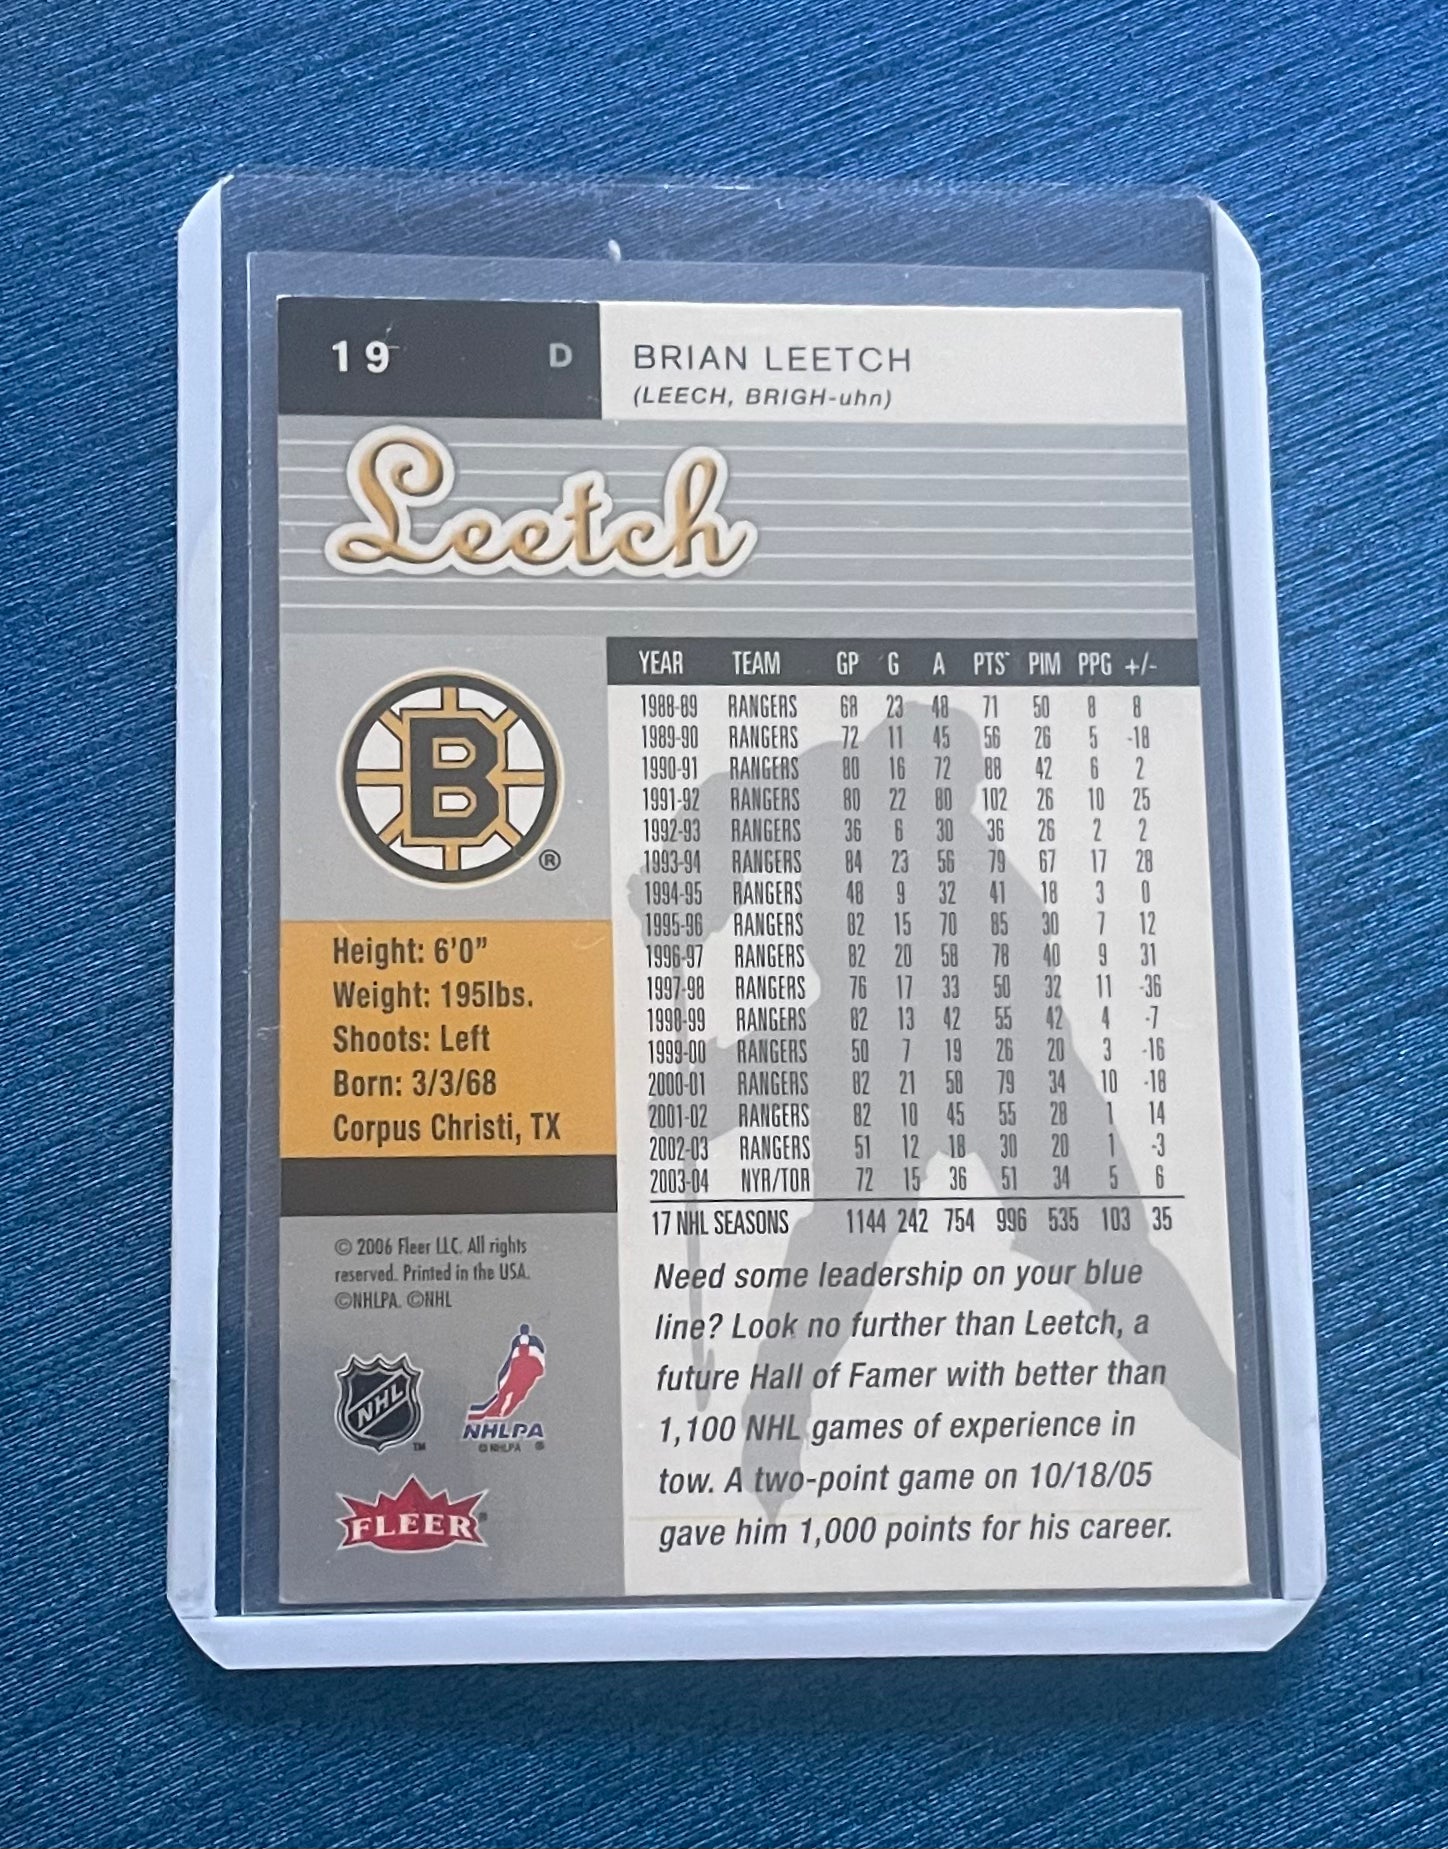 19 D BRIAN LEETCH
(LEECH, BRIGH-uhn)
Leetch
B
®
Height: 6'0"
Weight: 195lbs.
Shoots: Left
Born: 3/3/68
Corpus Christi, TX
© 2006 Fleer LLC. All rights
reserved. Printed in the USA.
©NHLPA. ©NHL
NHL
TM
NHLPA
© NHLPA ®
FLEER
YEAR TEAM GP G A PTS PIM PPG +/-
1988-89 RANGERS 68 23 48 71 50 8 8
1989-90 RANGERS 72 11 45 56 26 5 -18
1990-91 RANGERS 80 16 72 88 42 6 2
1991-92 RANGERS 80 22 80 102 26 10 25
1992-93 RANGERS 36 6 30 36 26 2 2
1993-94 RANGERS 84 23 56 79 67 17 28
1994-95 RANGERS 48 9 32 41 18 3 0
1995-96 RANGERS 82 15 70 85 30 7 12
1996-97 RANGERS 82 20 58 78 40 9 31
1997-98 RANGERS 76 17 33 50 32 11 -36
1998-99 RANGERS 82 13 42 55 42 4 -7
1999-00 RANGERS 50 7 19 26 20 3 -16
2000-01 RANGERS 82 21 58 79 34 10 -18
2001-02 RANGERS 82 10 45 55 28 1 14
2002-03 RANGERS 51 12 18 30 20 1 -3
2003-04 NYR/TOR 72 15 36 51 34 5 6
17 NHL SEASONS 1144 242 754 996 535 103 35
Need some leadership on your blue
line? Look no further than Leetch, a
future Hall of Famer with better than
1,100 NHL games of experience in
tow. A two-point game on 10/18/05
gave him 1,000 points for his career.